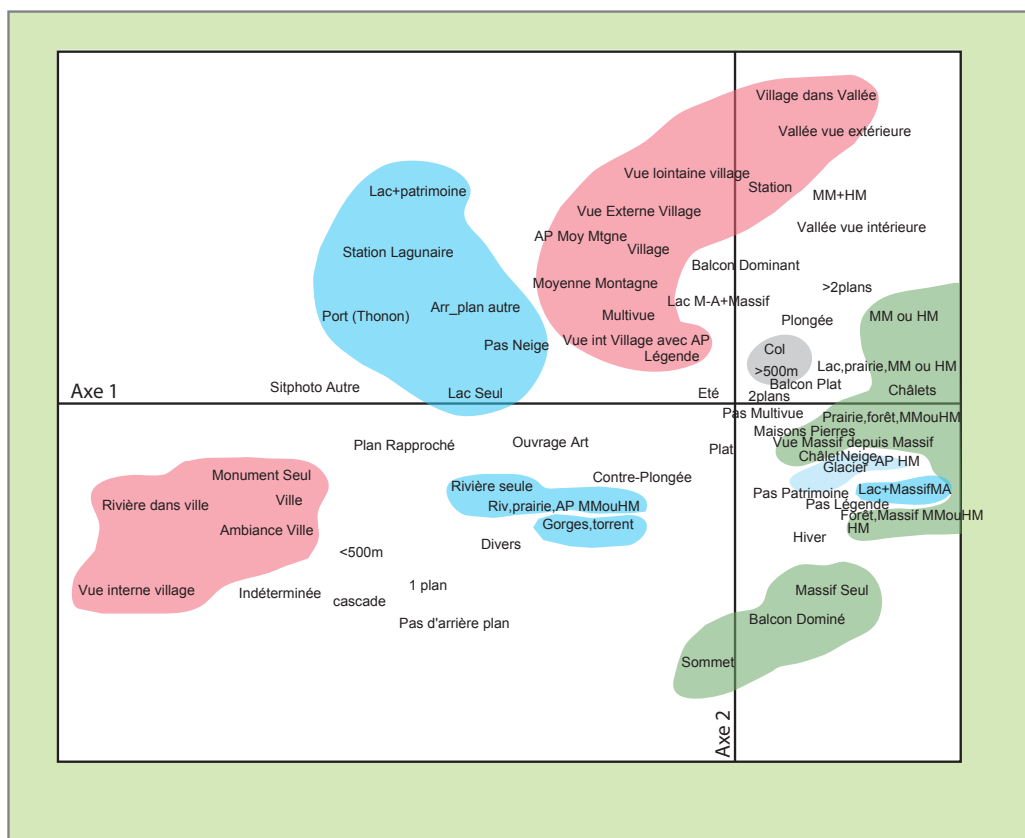 Village dans Vallée
Vallée vue extérieure
Vue lointaine village
Station
Lac+patrimoine
MM+HM
Vue Externe Village
Vallée vue intérieure
AP Moy Mtgne
Village
Station Lagunaire
Balcon Dominant
Moyenne Montagne
>2plans
Lac M-A+Massif
Arr_plan autre
Port (Thonon)
Multivue
Plongée
MM ou HM
Pas Neige
Vue int Village avec AP
Légende
Col
>500m
Lac,prairie,MM ou HM
Axe 1
Sitphoto Autre
Lac Seul
Eté
Balcon Plat
2plans
Châlets
Pas Multivue
Prairie,forêt,MMouHM
Maisons Pierres
Plan Rapproché
Ouvrage Art
Plat
Vue Massif depuis Massif
ChâletNeige
AP HM
Glacier
Monument Seul
Contre-Plongée
Rivière seule
Pas Patrimoine
Lac+MassifMA
Rivière dans ville
Ville
Riv,prairie,AP MMouHM
Pas Légende
Forêt,Massif MMouHM
HM
Ambiance Ville
Gorges,torrent
Divers
Hiver
<500m
Vue interne village
Indéterminée
cascade
1 plan
Massif Seul
Pas d'arrière plan
Balcon Dominé
Sommet
Axe 2